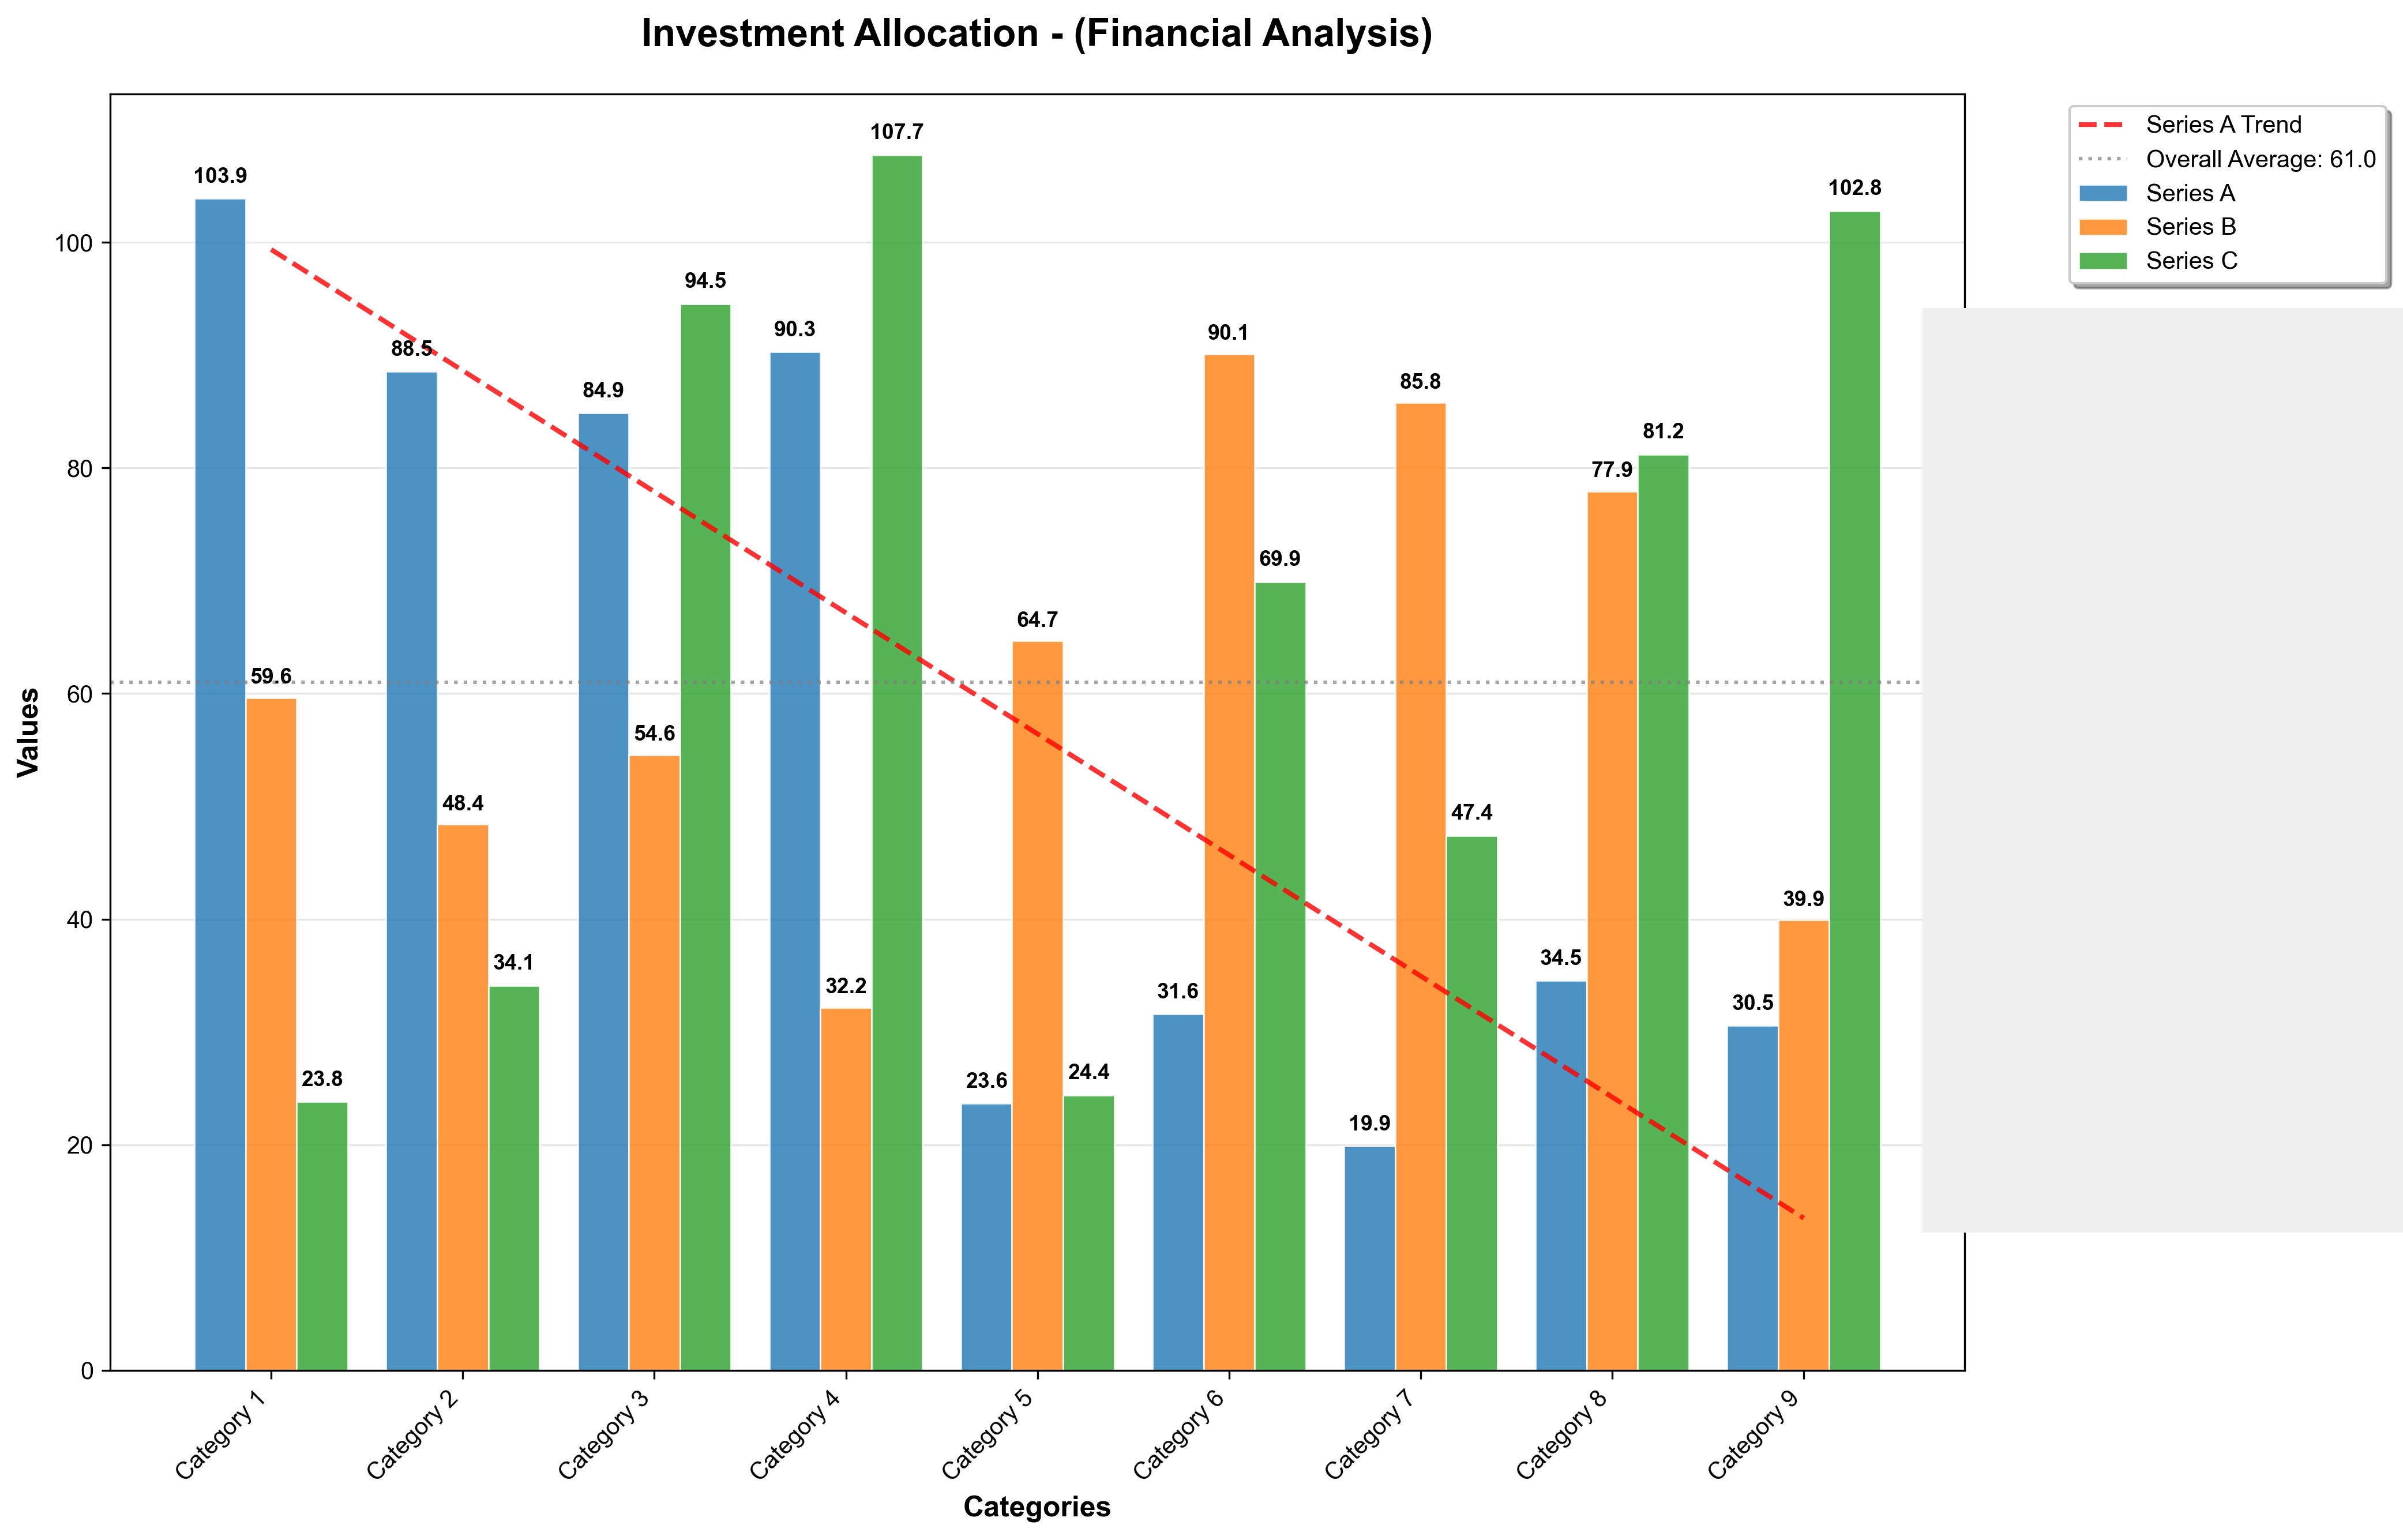 Investment Allocation - (Financial Analysis)
Series A Trend
Overall Average: 61.0
Series A
Series B
Series C
Values
100
80
60
40
20
0
103.9
59.6
23.8
88.5
48.4
34.1
84.9
54.6
94.5
90.3
32.2
107.7
23.6
64.7
24.4
31.6
90.1
69.9
19.9
85.8
47.4
34.5
77.9
81.2
30.5
39.9
102.8
Category 1
Category 2
Category 3
Category 4
Category 5
Category 6
Category 7
Category 8
Category 9
Categories